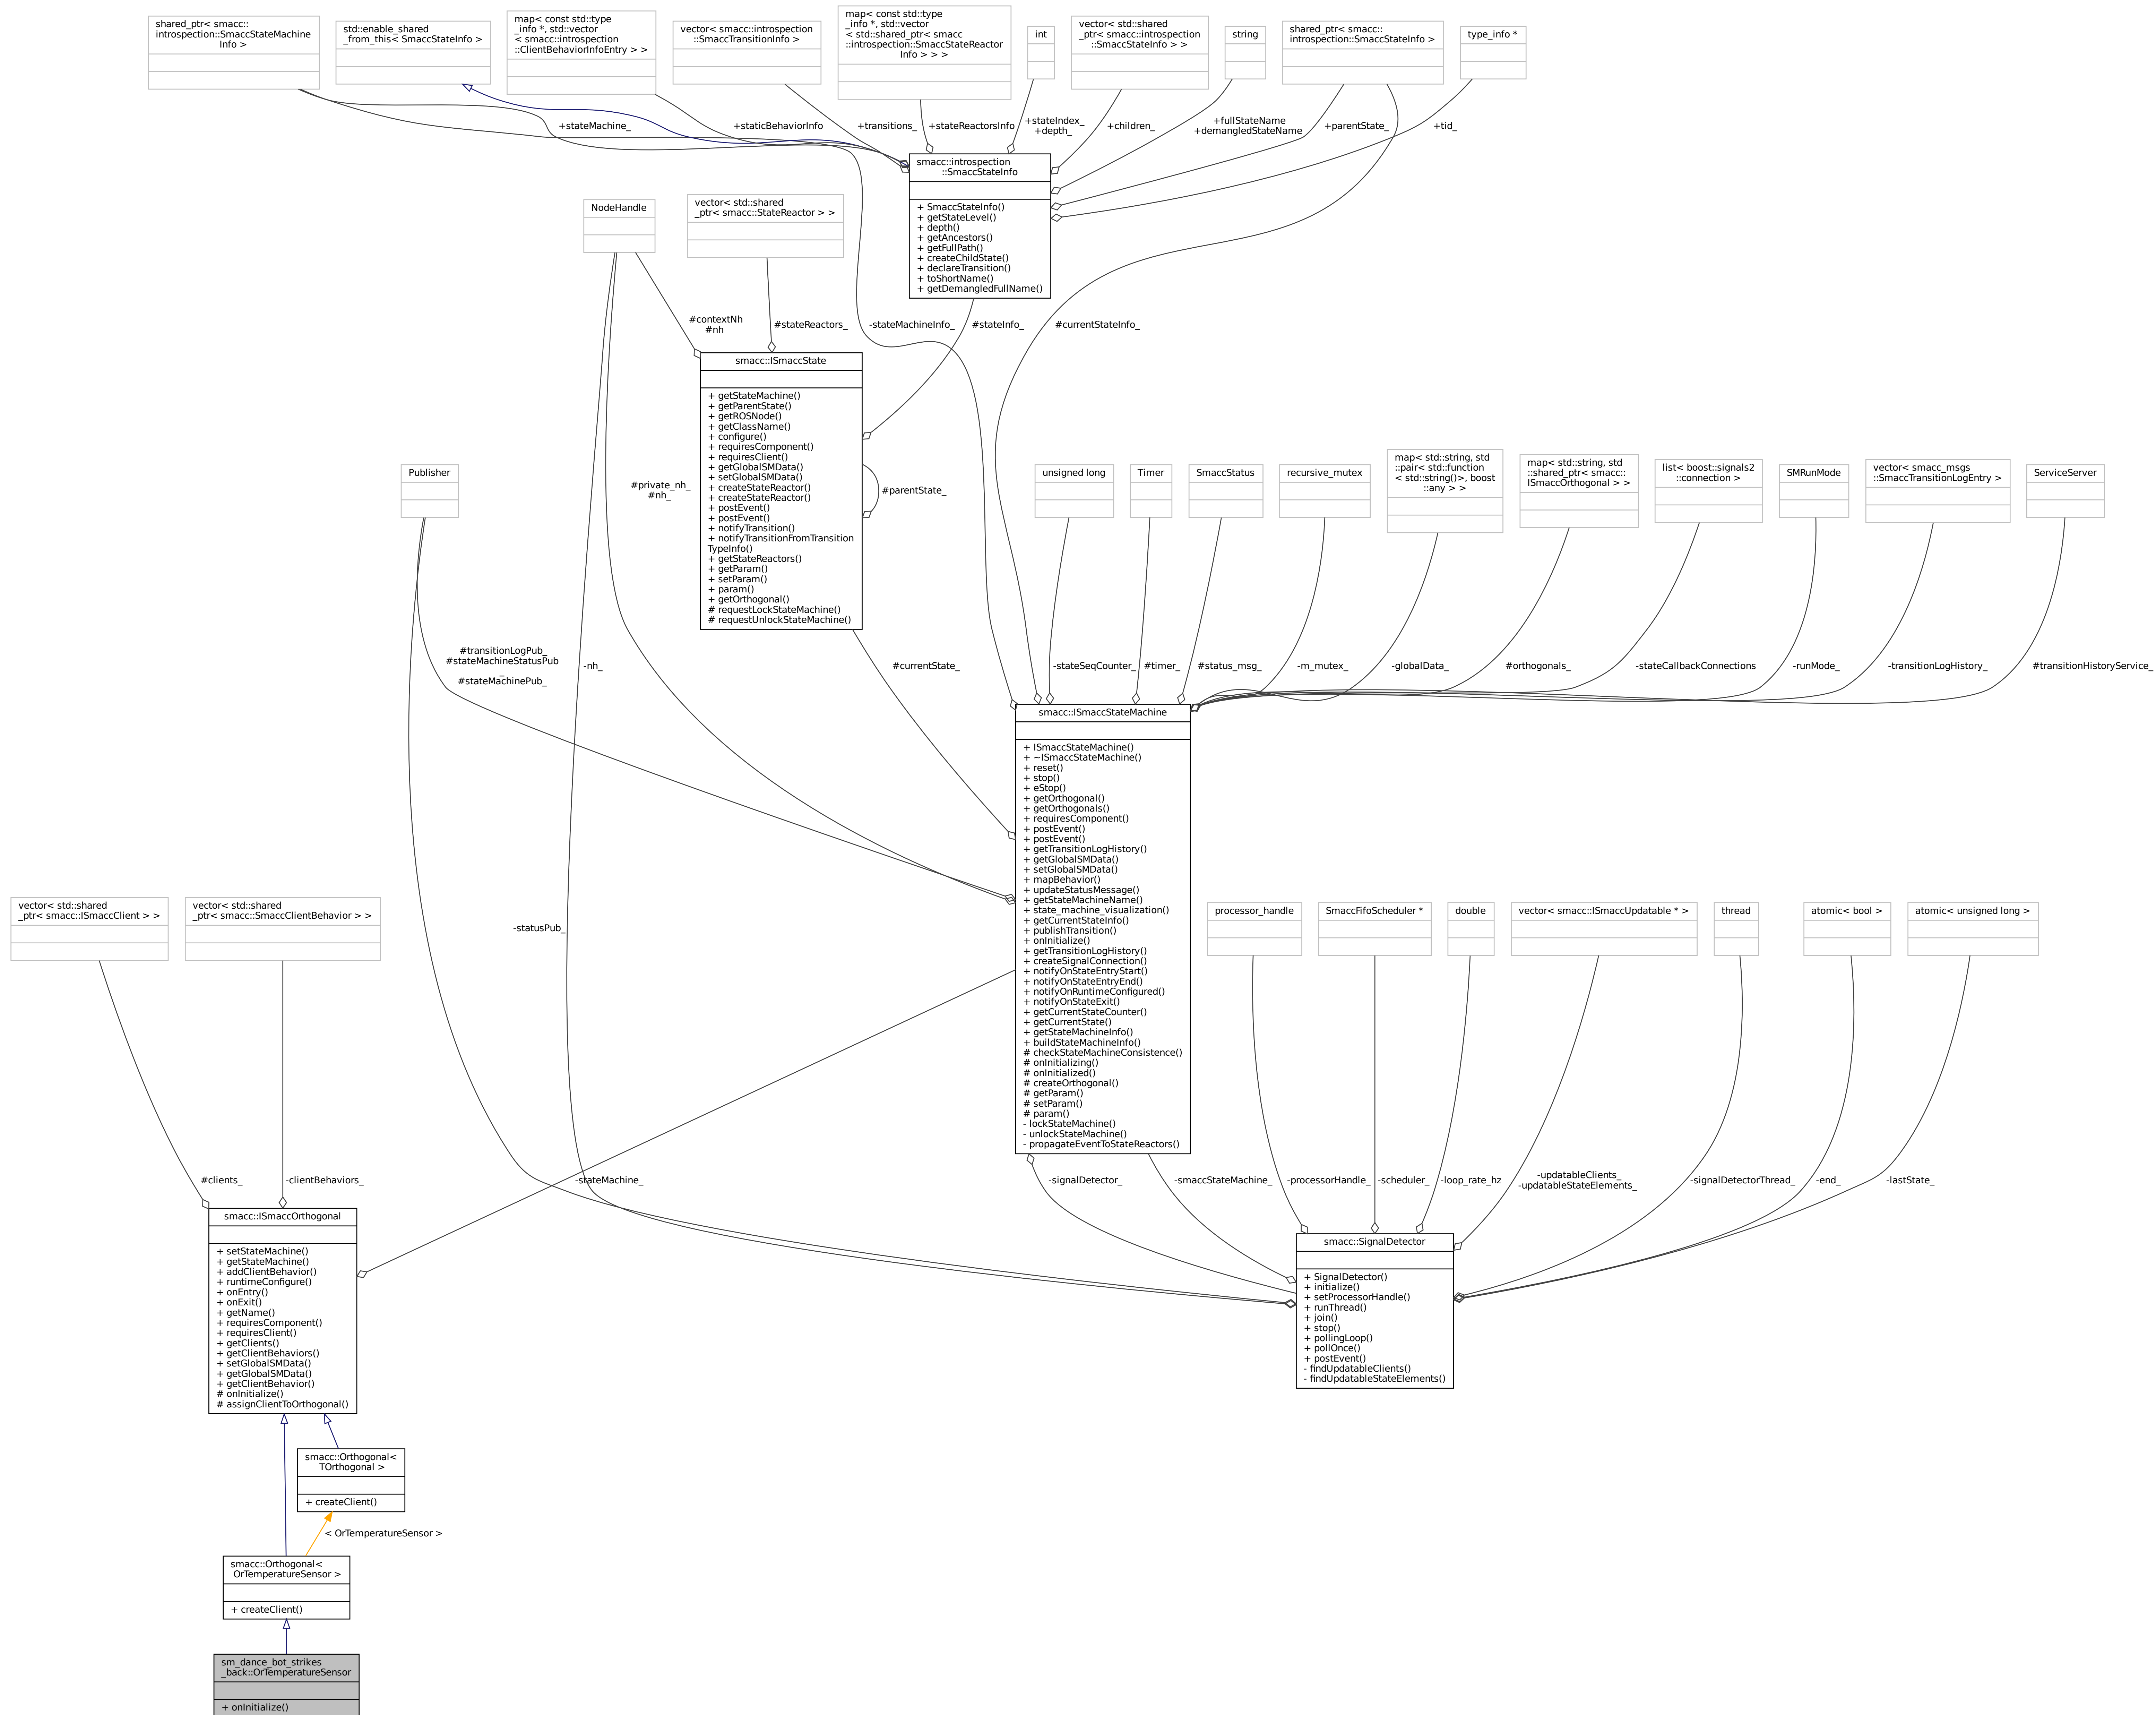 shared_ptr< smacc::
introspection::SmaccStateMachine
Info >
std::enable_shared
_from_this< SmaccStateInfo >
map< const std::type
_info *, std::vector
< smacc::introspection
::ClientBehaviorInfoEntry > >
vector< smacc::introspection
::SmaccTransitionInfo >
map< const std::type
_info *, std::vector
< std::shared_ptr< smacc
::introspection::SmaccStateReactor
Info > > >
int
vector< std::shared
_ptr< smacc::introspection
::SmaccStateInfo > >
string
shared_ptr< smacc::
introspection::SmaccStateInfo >
type_info *
+stateMachine_
+staticBehaviorInfo
+transitions_
+stateReactorsInfo
+stateIndex_
+depth_
+children_
+fullStateName
+demangledStateName
+parentState_
+tid_
smacc::introspection
::SmaccStateInfo
+ SmaccStateInfo()
+ getStateLevel()
+ depth()
+ getAncestors()
+ getFullPath()
+ createChildState()
+ declareTransition()
+ toShortName()
+ getDemangledFullName()
NodeHandle
vector< std::shared
_ptr< smacc::StateReactor > >
#contextNh
#nh
#stateReactors_
-stateMachineInfo_
#stateInfo_
#currentStateInfo_
smacc::ISmaccState
+ getStateMachine()
+ getParentState()
+ getROSNode()
+ getClassName()
+ configure()
+ requiresComponent()
+ requiresClient()
+ getGlobalSMData()
+ setGlobalSMData()
+ createStateReactor()
+ createStateReactor()
+ postEvent()
+ postEvent()
+ notifyTransition()
+ notifyTransitionFromTransition
TypeInfo()
+ getStateReactors()
+ getParam()
+ setParam()
+ param()
+ getOrthogonal()
# requestLockStateMachine()
# requestUnlockStateMachine()
#parentState_
Publisher
#private_nh_
#nh_
unsigned long
Timer
SmaccStatus
recursive_mutex
map< std::string, std
::pair< std::function
< std::string()>, boost
::any > >
map< std::string, std
::shared_ptr< smacc::
ISmaccOrthogonal > >
list< boost::signals2
::connection >
SMRunMode
vector< smacc_msgs
::SmaccTransitionLogEntry >
ServiceServer
#transitionLogPub_
#stateMachineStatusPub
_
#stateMachinePub_
-nh_
#currentState_
-stateSeqCounter_
#timer_
#status_msg_
-m_mutex_
-globalData_
#orthogonals_
-stateCallbackConnections
-runMode_
-transitionLogHistory_
#transitionHistoryService_
smacc::ISmaccStateMachine
+ ISmaccStateMachine()
+ ~ISmaccStateMachine()
+ reset()
+ stop()
+ eStop()
+ getOrthogonal()
+ getOrthogonals()
+ requiresComponent()
+ postEvent()
+ postEvent()
+ getTransitionLogHistory()
+ getGlobalSMData()
+ setGlobalSMData()
+ mapBehavior()
+ updateStatusMessage()
+ getStateMachineName()
+ state_machine_visualization()
+ getCurrentStateInfo()
+ publishTransition()
+ onInitialize()
+ getTransitionLogHistory()
+ createSignalConnection()
+ notifyOnStateEntryStart()
+ notifyOnStateEntryEnd()
+ notifyOnRuntimeConfigured()
+ notifyOnStateExit()
+ getCurrentStateCounter()
+ getCurrentState()
+ getStateMachineInfo()
+ buildStateMachineInfo()
# checkStateMachineConsistence()
# onInitializing()
# onInitialized()
# createOrthogonal()
# getParam()
# setParam()
# param()
- lockStateMachine()
- unlockStateMachine()
- propagateEventToStateReactors()
vector< std::shared
_ptr< smacc::ISmaccClient > >
vector< std::shared
_ptr< smacc::SmaccClientBehavior > >
-statusPub_
processor_handle
SmaccFifoScheduler *
double
vector< smacc::ISmaccUpdatable * >
thread
atomic< bool >
atomic< unsigned long >
#clients_
-clientBehaviors_
-stateMachine_
-signalDetector_
-smaccStateMachine_
-processorHandle_
-scheduler_
-loop_rate_hz
-updatableClients_
-updatableStateElements_
-signalDetectorThread_
-end_
-lastState_
smacc::ISmaccOrthogonal
+ setStateMachine()
+ getStateMachine()
+ addClientBehavior()
+ runtimeConfigure()
+ onEntry()
+ onExit()
+ getName()
+ requiresComponent()
+ requiresClient()
+ getClients()
+ getClientBehaviors()
+ setGlobalSMData()
+ getGlobalSMData()
+ getClientBehavior()
# onInitialize()
# assignClientToOrthogonal()
smacc::SignalDetector
+ SignalDetector()
+ initialize()
+ setProcessorHandle()
+ runThread()
+ join()
+ stop()
+ pollingLoop()
+ pollOnce()
+ postEvent()
- findUpdatableClients()
- findUpdatableStateElements()
smacc::Orthogonal<
TOrthogonal >
+ createClient()
< OrTemperatureSensor >
smacc::Orthogonal<
OrTemperatureSensor >
+ createClient()
sm_dance_bot_strikes
_back::OrTemperatureSensor
+ onInitialize()